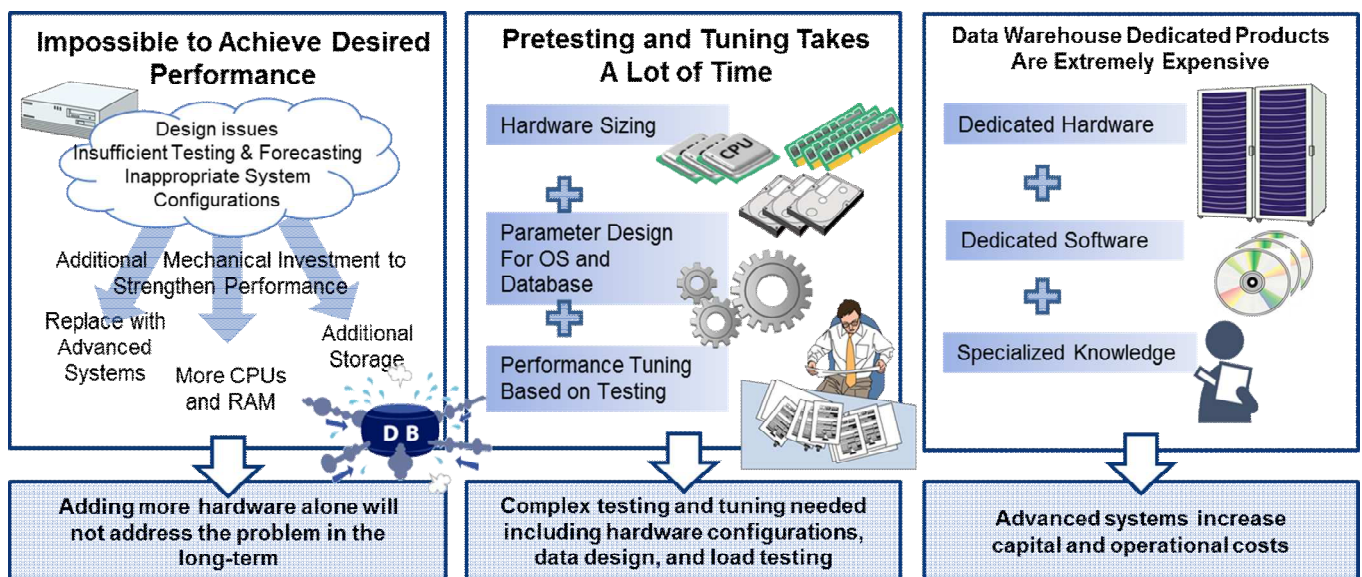 Impossible to Achieve Desired
Performance
Design issues
Insufficient Testing & Forecasting
Inappropriate System
Configurations
Additional Mechanical Investment to
Strengthen Performance
Replace with
Advanced
Systems
More CPUs
and RAM
Additional
Storage
DB
Adding more hardware alone will
not address the problem in the
long-term
Pretesting and Tuning Takes
A Lot of Time
Hardware Sizing
CPU
Parameter Design
For OS and
Database
Performance Tuning
Based on Testing
Complex testing and tuning needed
including hardware configurations,
data design, and load testing
Data Warehouse Dedicated Products
Are Extremely Expensive
Dedicated Hardware
Dedicated Software
Specialized Knowledge
Advanced systems increase
capital and operational costs